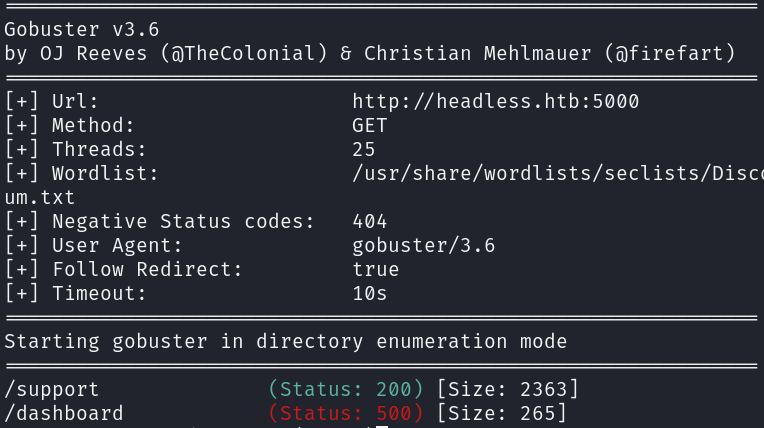 ===============================================================
Gobuster v3.6
by OJ Reeves (@TheColonial) & Christian Mehlmauer (@firefart)
===============================================================
[+] Url:                     http://headless.htb:5000
[+] Method:                  GET
[+] Threads:                 25
[+] Wordlist:                /usr/share/wordlists/seclists/Disco
um.txt
[+] Negative Status codes:   404
[+] User Agent:              gobuster/3.6
[+] Follow Redirect:         true
[+] Timeout:                 10s
===============================================================
Starting gobuster in directory enumeration mode
===============================================================
/support              (Status: 200) [Size: 2363]
/dashboard            (Status: 500) [Size: 265]